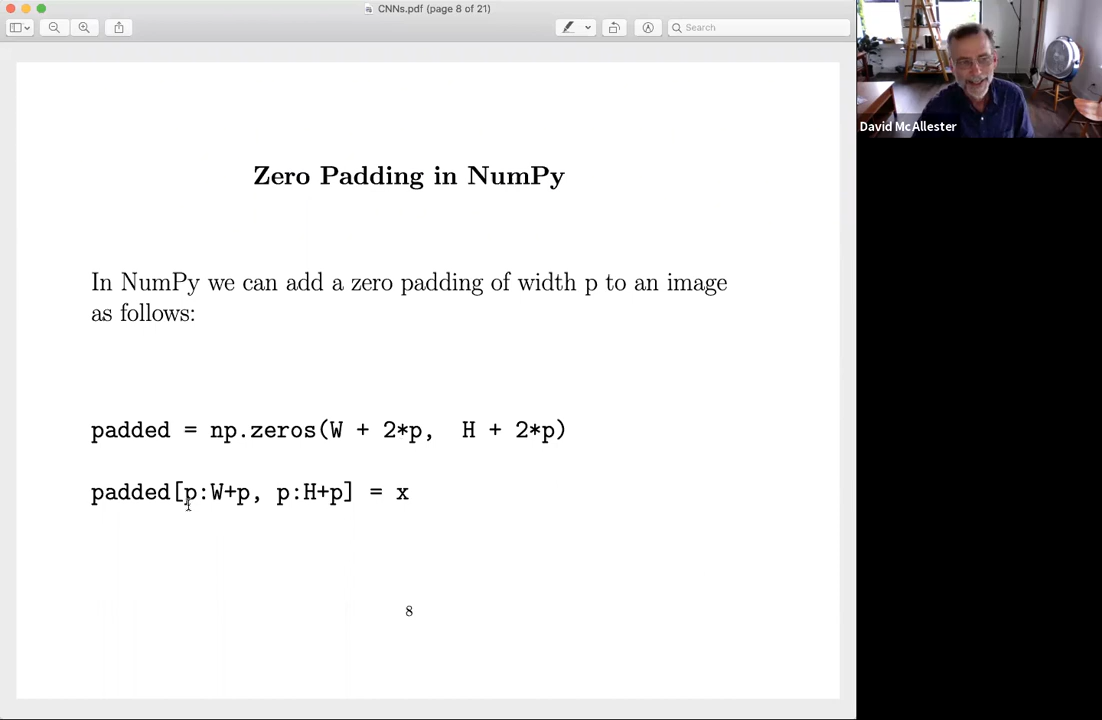 CNNs.pdf (page 8 of 21)
Search
David McAllester
Zero Padding in NumPy
In NumPy we can add a zero padding of width p to an image
as follows:
padded = np.zeros(W + 2*p, H + 2*p)
padded[p:W+p, p:H+p] = x
8